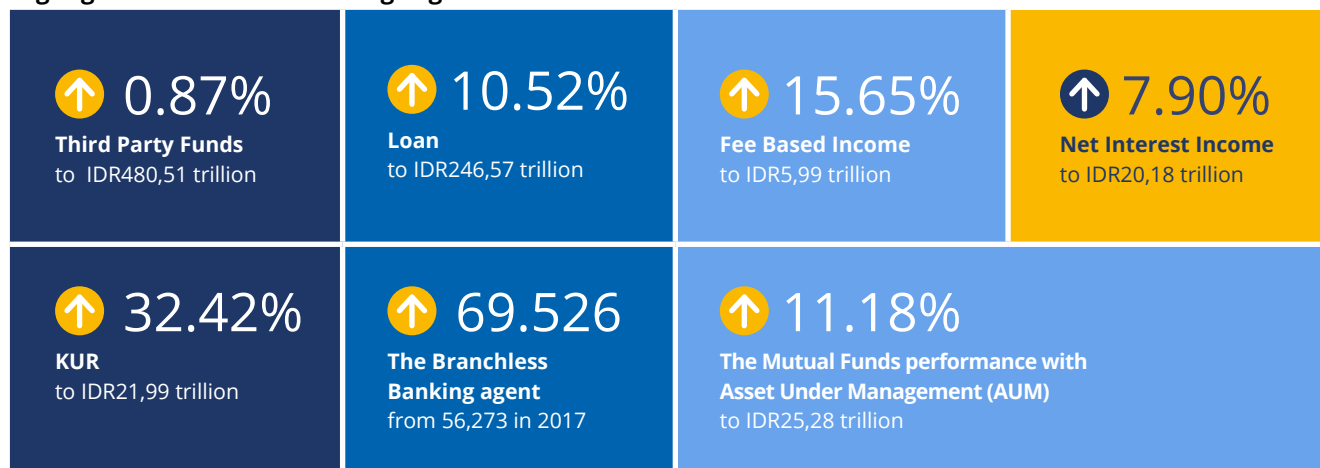 0.87%
Third Party Funds
to IDR480,51 trillion
10.52%
Loan
to IDR246,57 trillion
15.65%
Fee Based Income
to IDR5,99 trillion
7.90%
Net Interest Income
to IDR20,18 trillion
32.42%
KUR
to IDR21,99 trillion
69.526
The Branchless
Banking agent
from 56,273 in 2017
11.18%
The Mutual Funds performance with
Asset Under Management (AUM)
to IDR25,28 trillion